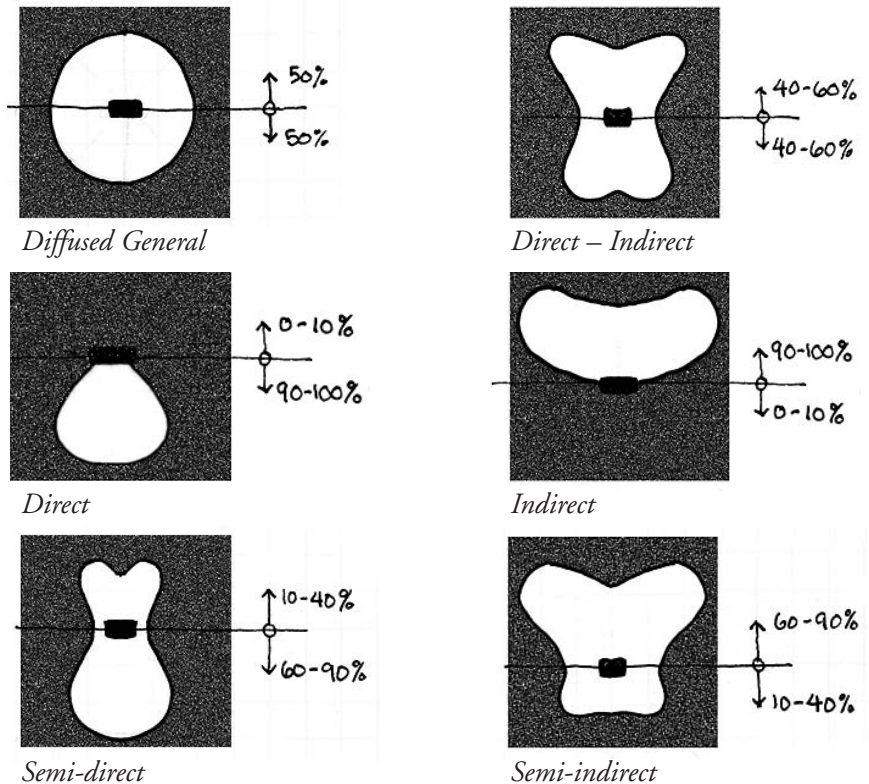 50%
50%
Diffused General
40-60%
40-60%
Direct – Indirect
0-10%
90-100%
Direct
90-100%
0-10%
Indirect
10-40%
60-90%
Semi-direct
60-90%
10-40%
Semi-indirect